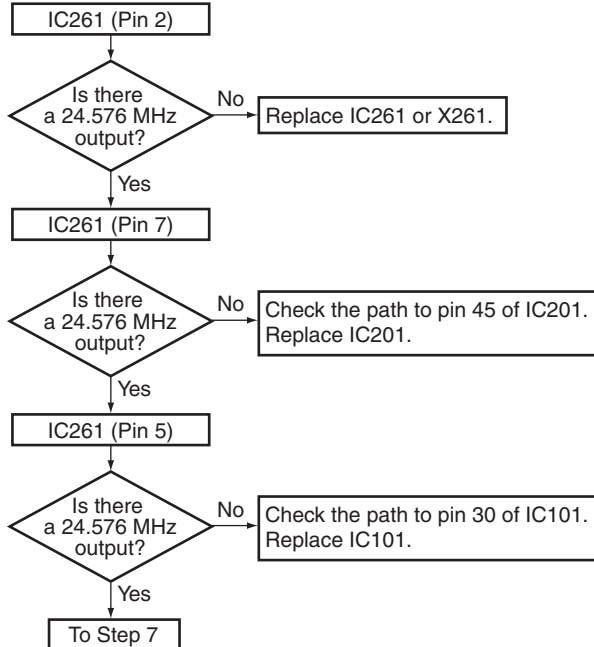 IC261 (Pin 2)
Is there
a 24.576 MHz
output?
No
Replace IC261 or X261.
Yes
IC261 (Pin 7)
Is there
a 24.576 MHz
output?
No
Check the path to pin 45 of IC201.
Replace IC201.
Yes
IC261 (Pin 5)
Is there
a 24.576 MHz
output?
No
Check the path to pin 30 of IC101.
Replace IC101.
Yes
To Step 7